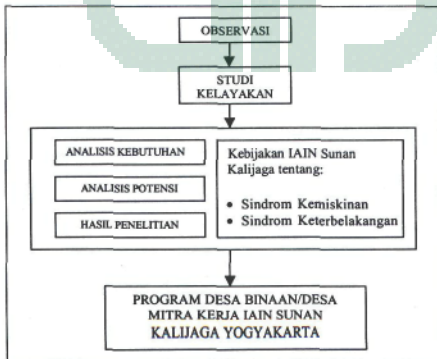 OBSERVASI
STUDI
KELAYAKAN
ANALISIS KEBUTUHAN
ANALISIS POTENSI
HASIL PENELITIAN
Kebijakan IAIN Sunan
Kalijaga tentang:
• Sindrom Kemiskinan
• Sindrom Keterbelakangan
PROGRAM DESA BINAAN/DESA
MITRA KERJA IAIN SUNAN
KALIJAGA YOGYAKARTA